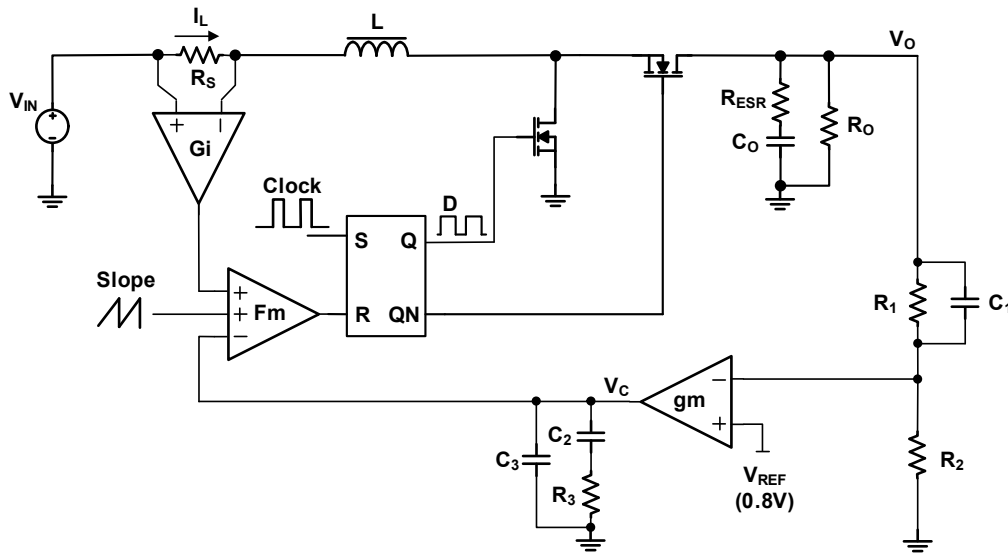 I_L
L
V_O
R_S
R_ESR
V_IN
+
−
+
−
Gi
C_O
R_O
Clock
D
S
Q
Slope
R_1
C_1
+
+
−
Fm
R
QN
V_C
−
gm
+
C_2
C_3
R_3
V_REF
(0.8V)
R_2